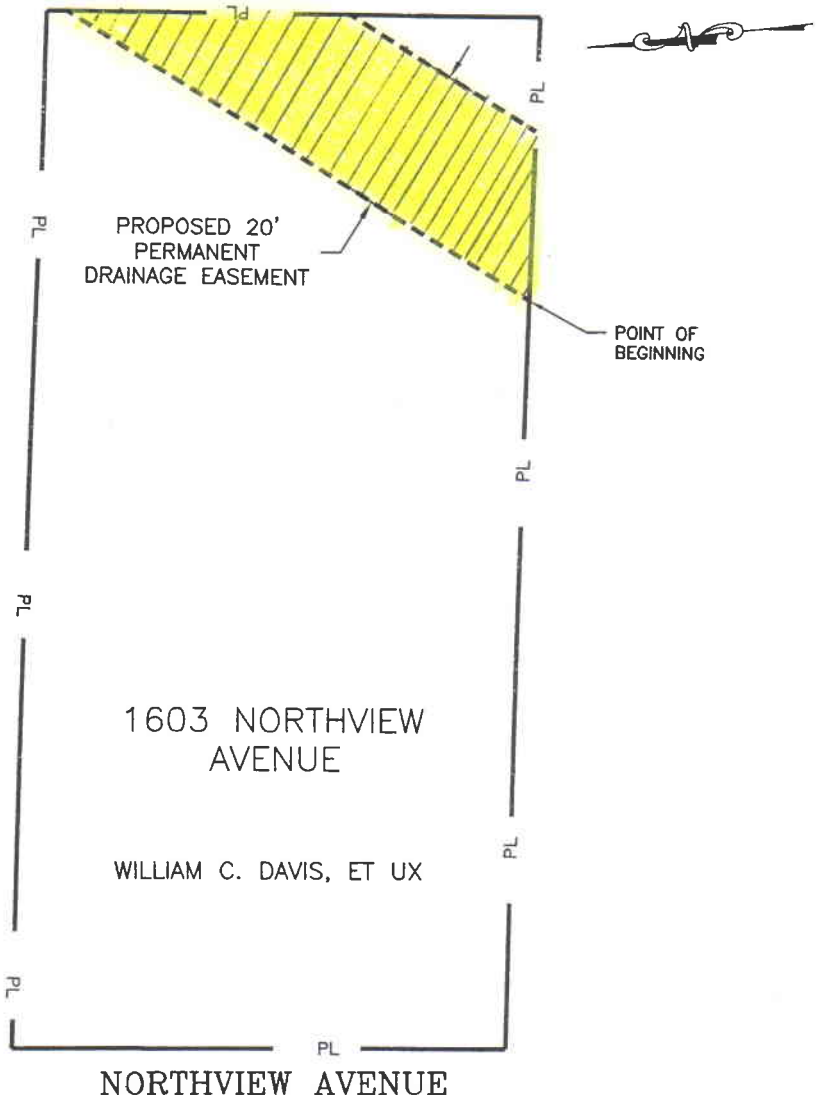 PL
PL
PL
PROPOSED 20'
PERMANENT
DRAINAGE EASEMENT
POINT OF
BEGINNING
PL
PL
1603 NORTHVIEW
AVENUE
PL
WILLIAM C. DAVIS, ET UX
PL
PL
NORTHVIEW AVENUE